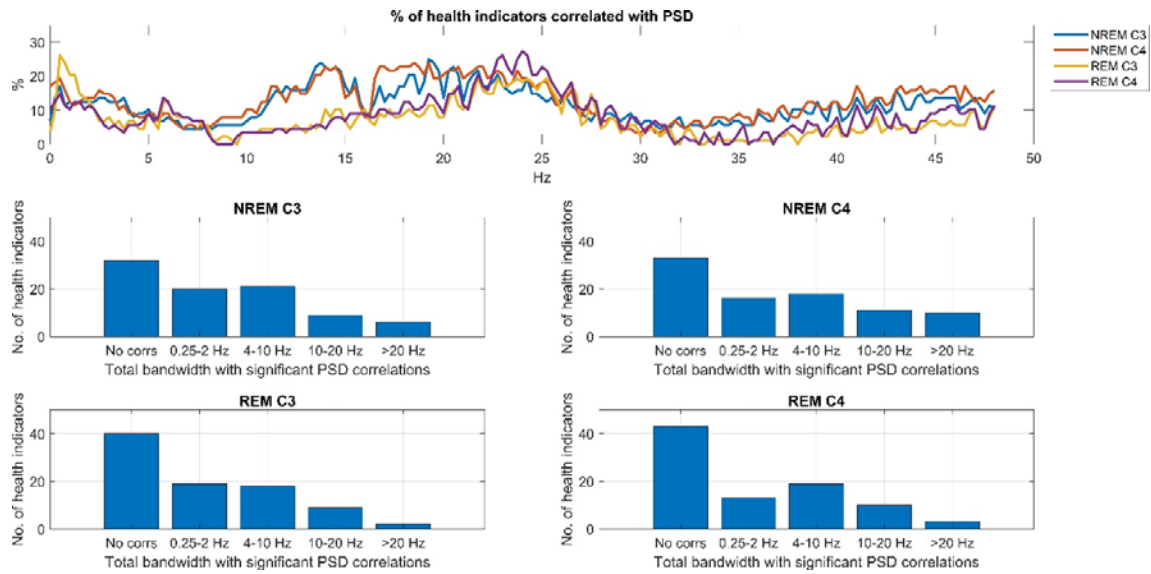 % of health indicators correlated with PSD
NREM C3
NREM C4
REM C3
REM C4
%
30
20
10
0
0 5 10 15 20 25 30 35 40 45 50
Hz
NREM C3
No. of health indicators
40
20
0
No corrs 0.25-2 Hz 4-10 Hz 10-20 Hz >20 Hz
Total bandwidth with significant PSD correlations
NREM C4
No. of health indicators
40
20
0
No corrs 0.25-2 Hz 4-10 Hz 10-20 Hz >20 Hz
Total bandwidth with significant PSD correlations
REM C3
No. of health indicators
40
20
0
No corrs 0.25-2 Hz 4-10 Hz 10-20 Hz >20 Hz
Total bandwidth with significant PSD correlations
REM C4
No. of health indicators
40
20
0
No corrs 0.25-2 Hz 4-10 Hz 10-20 Hz >20 Hz
Total bandwidth with significant PSD correlations